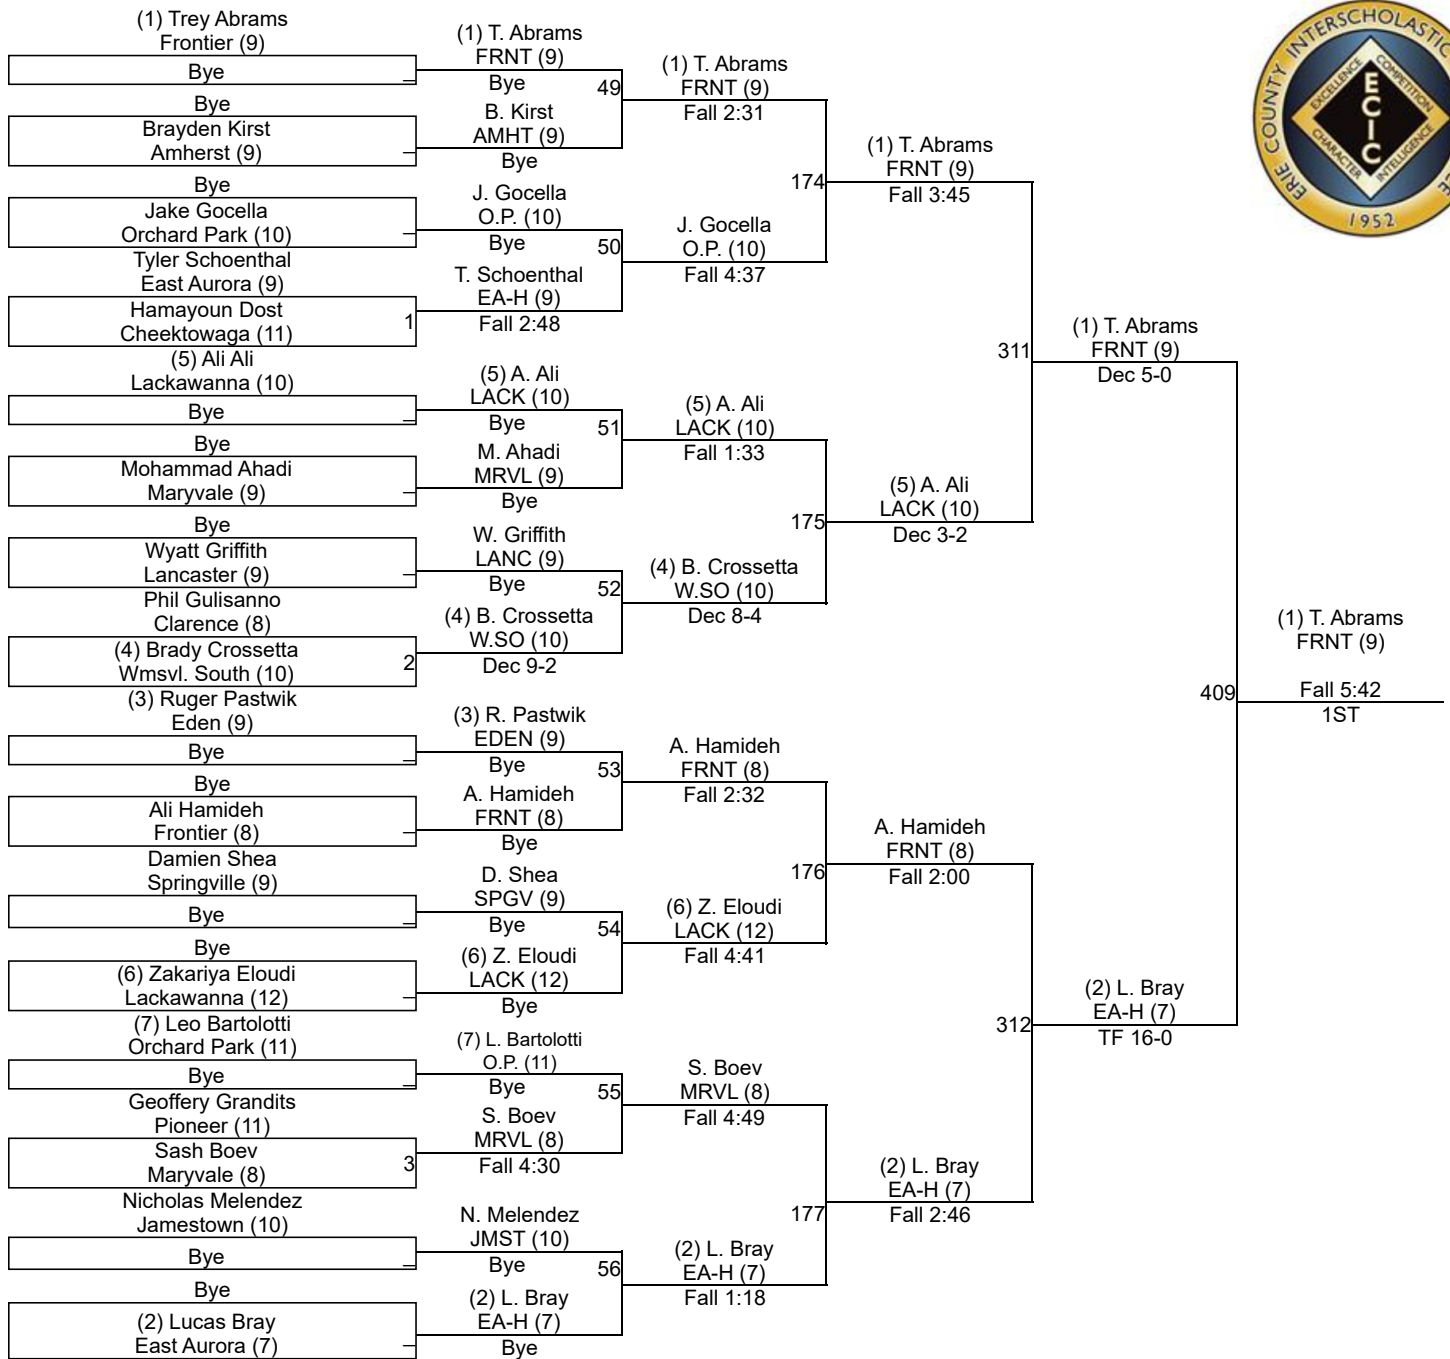 (1) Trey Abrams
Frontier (9)
Bye
_
Bye
Brayden Kirst
Amherst (9)
_
Bye
Jake Gocella
Orchard Park (10)
_
Tyler Schoenthal
East Aurora (9)
Hamayoun Dost
Cheektowaga (11)
1
(5) Ali Ali
Lackawanna (10)
Bye
_
Bye
Mohammad Ahadi
Maryvale (9)
_
Bye
Wyatt Griffith
Lancaster (9)
_
Phil Gulisanno
Clarence (8)
(4) Brady Crossetta
Wmsvl. South (10)
2
(3) Ruger Pastwik
Eden (9)
Bye
_
Bye
Ali Hamideh
Frontier (8)
_
Damien Shea
Springville (9)
Bye
_
Bye
(6) Zakariya Eloudi
Lackawanna (12)
_
(7) Leo Bartolotti
Orchard Park (11)
Bye
_
Geoffery Grandits
Pioneer (11)
Sash Boev
Maryvale (8)
3
Nicholas Melendez
Jamestown (10)
Bye
_
Bye
(2) Lucas Bray
East Aurora (7)
_
(1) T. Abrams
FRNT (9)
Bye
49
B. Kirst
AMHT (9)
Bye
J. Gocella
O.P. (10)
Bye
50
T. Schoenthal
EA-H (9)
Fall 2:48
(5) A. Ali
LACK (10)
Bye
51
M. Ahadi
MRVL (9)
Bye
W. Griffith
LANC (9)
Bye
52
(4) B. Crossetta
W.SO (10)
Dec 9-2
(3) R. Pastwik
EDEN (9)
Bye
53
A. Hamideh
FRNT (8)
Bye
D. Shea
SPGV (9)
Bye
54
(6) Z. Eloudi
LACK (12)
Bye
(7) L. Bartolotti
O.P. (11)
Bye
55
S. Boev
MRVL (8)
Fall 4:30
N. Melendez
JMST (10)
Bye
56
(2) L. Bray
EA-H (7)
Bye
(1) T. Abrams
FRNT (9)
Fall 2:31
174
J. Gocella
O.P. (10)
Fall 4:37
(5) A. Ali
LACK (10)
Fall 1:33
175
(4) B. Crossetta
W.SO (10)
Dec 8-4
A. Hamideh
FRNT (8)
Fall 2:32
176
(6) Z. Eloudi
LACK (12)
Fall 4:41
S. Boev
MRVL (8)
Fall 4:49
177
(2) L. Bray
EA-H (7)
Fall 1:18
(1) T. Abrams
FRNT (9)
Fall 3:45
311
(5) A. Ali
LACK (10)
Dec 3-2
A. Hamideh
FRNT (8)
Fall 2:00
312
(2) L. Bray
EA-H (7)
Fall 2:46
(1) T. Abrams
FRNT (9)
Dec 5-0
409
(2) L. Bray
EA-H (7)
TF 16-0
(1) T. Abrams
FRNT (9)
Fall 5:42
1ST
ERIE COUNTY INTERSCHOLASTIC
EXCELLENCE
COMPETITION
ECIC
CHARACTER
INTELLIGENCE
1952